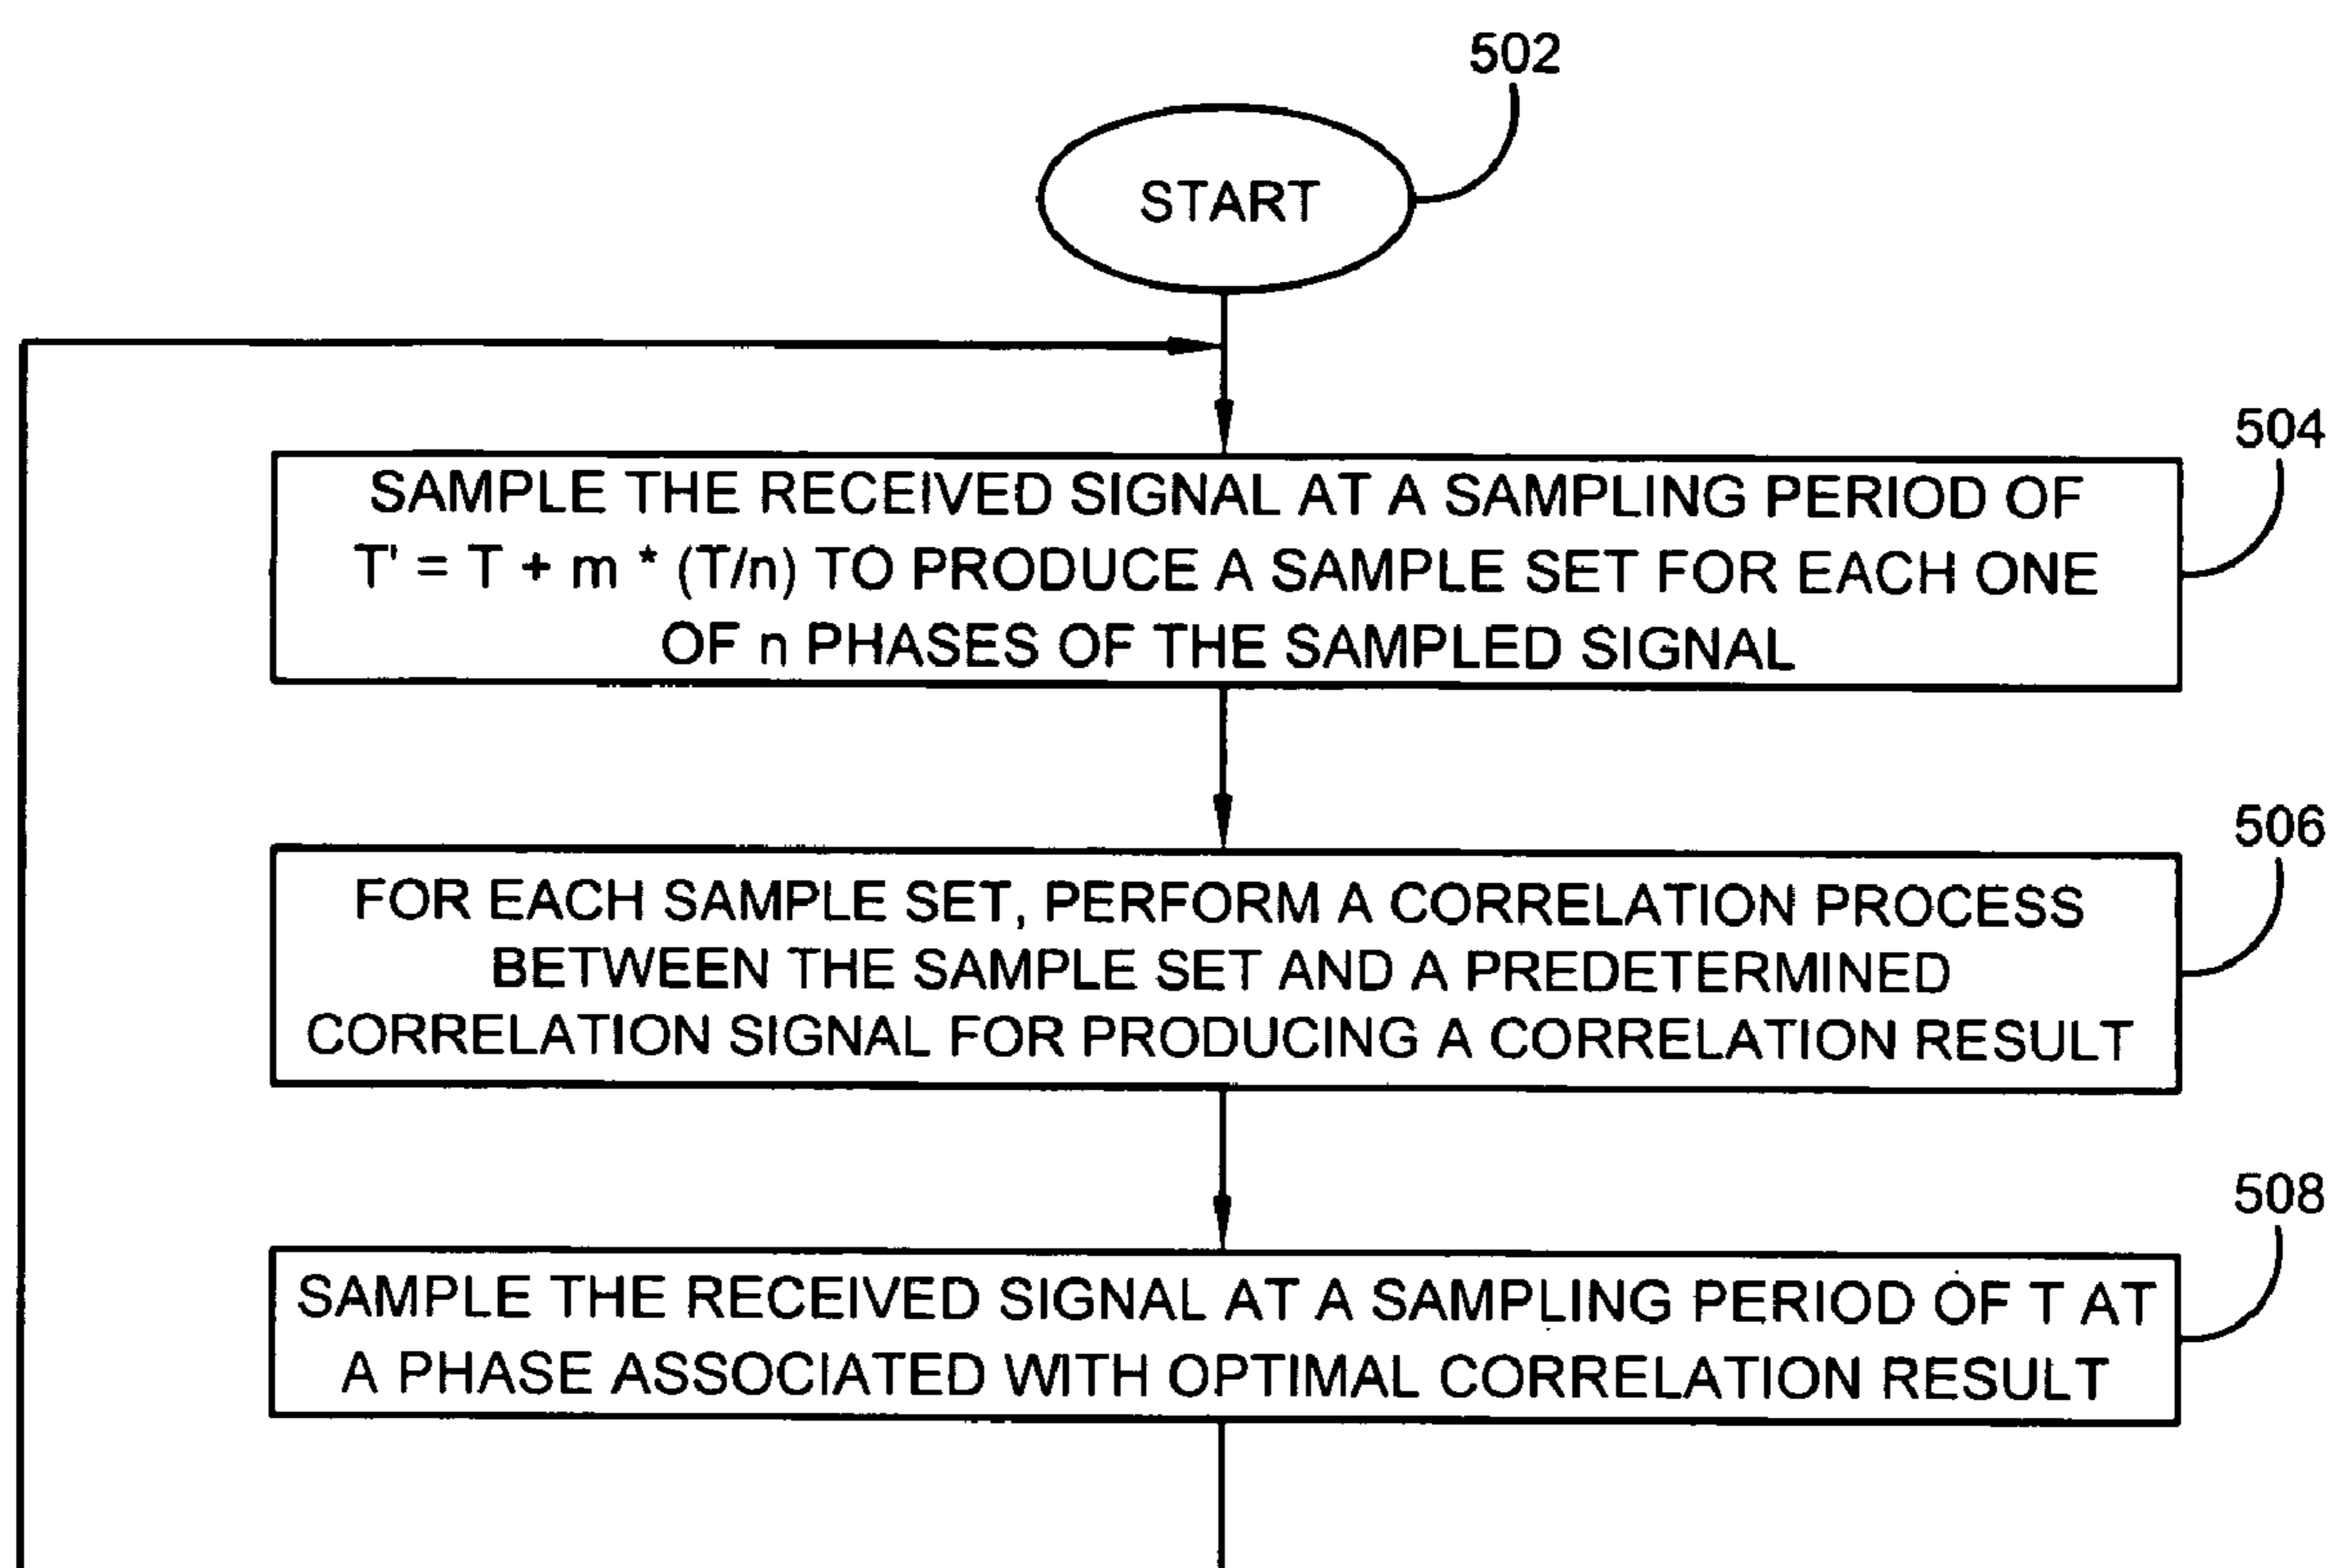 502
START
504
SAMPLE THE RECEIVED SIGNAL AT A SAMPLING PERIOD OF
T' = T + m * (T/n) TO PRODUCE A SAMPLE SET FOR EACH ONE
OF n PHASES OF THE SAMPLED SIGNAL
506
FOR EACH SAMPLE SET, PERFORM A CORRELATION PROCESS
BETWEEN THE SAMPLE SET AND A PREDETERMINED
CORRELATION SIGNAL FOR PRODUCING A CORRELATION RESULT
508
SAMPLE THE RECEIVED SIGNAL AT A SAMPLING PERIOD OF T AT
A PHASE ASSOCIATED WITH OPTIMAL CORRELATION RESULT